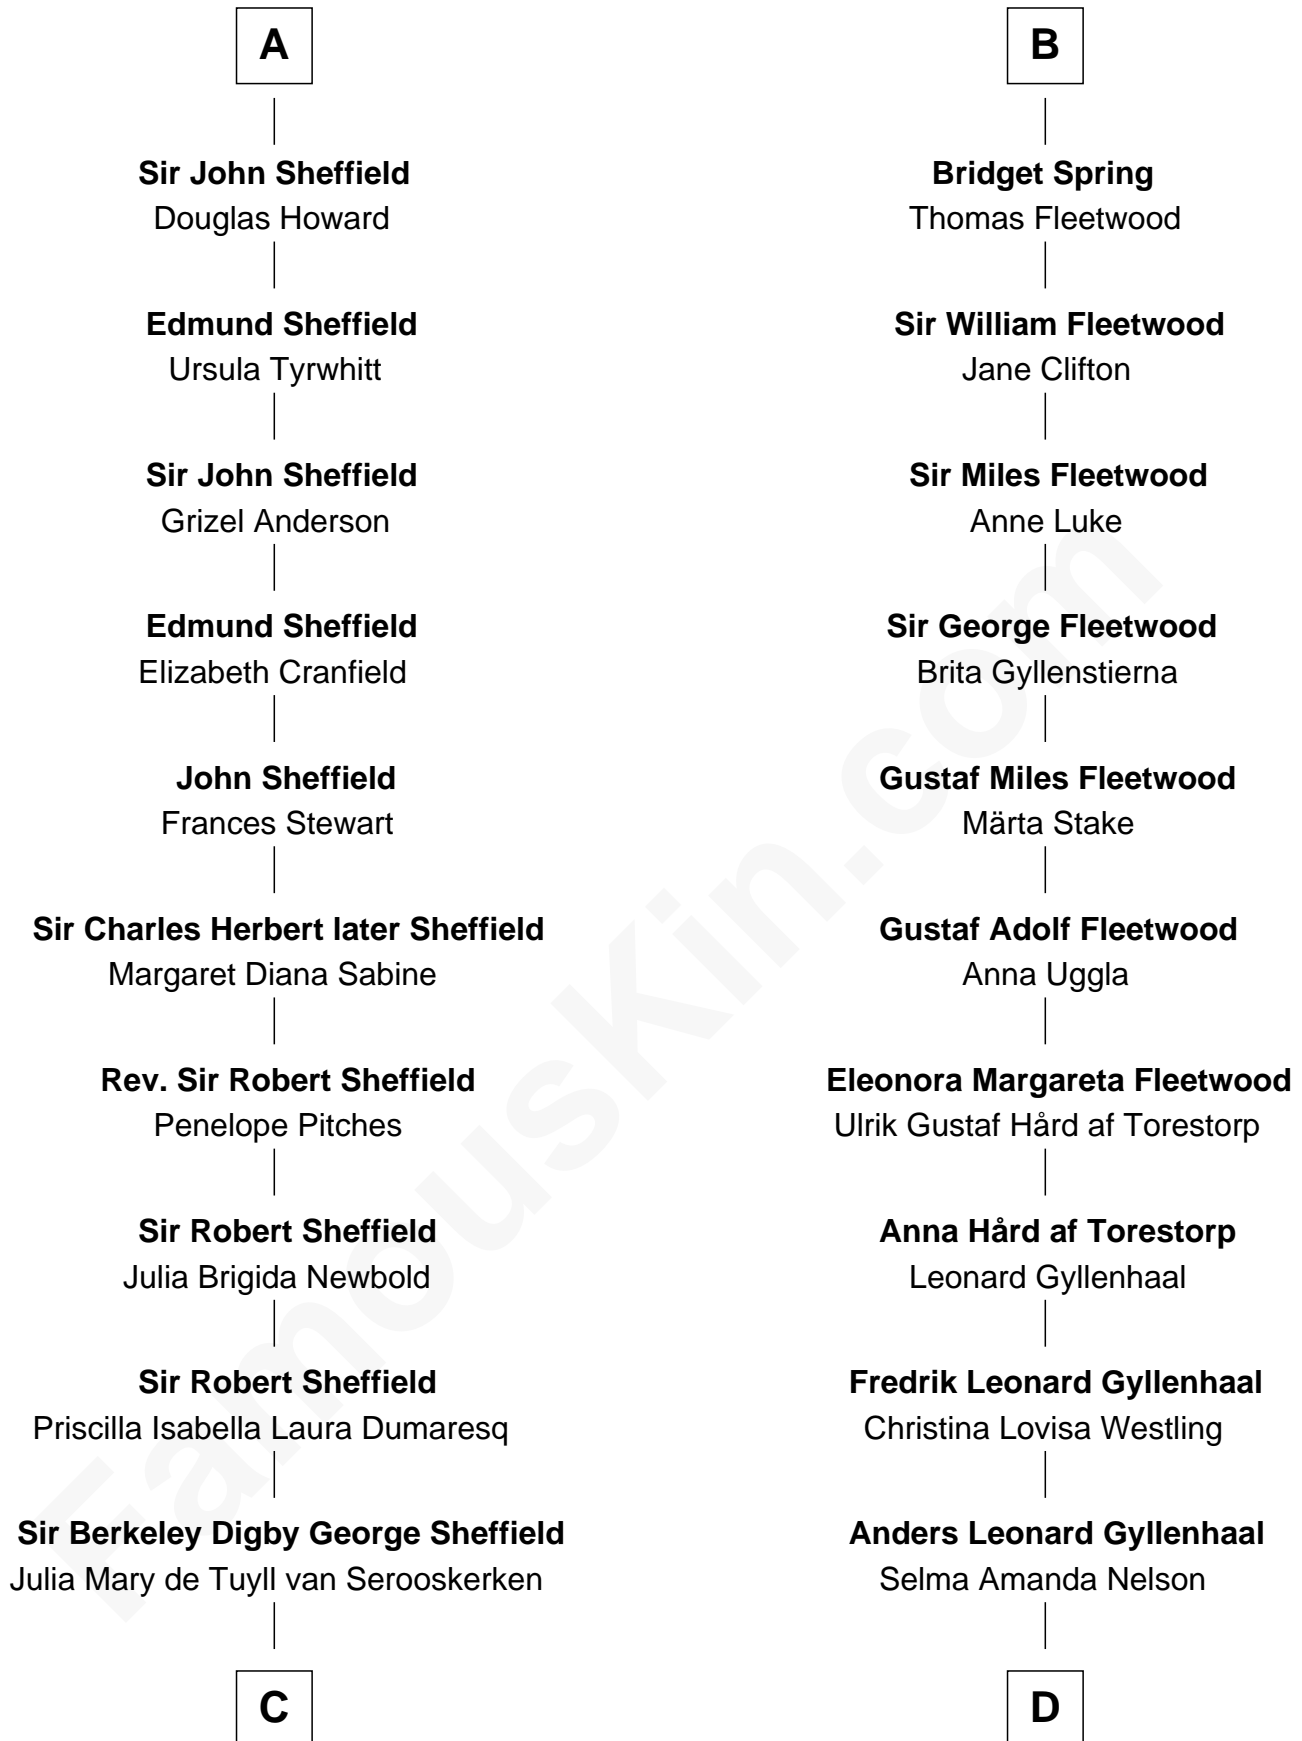 A
Sir John Sheffield
Douglas Howard
Edmund Sheffield
Ursula Tyrwhitt
Sir John Sheffield
Grizel Anderson
Edmund Sheffield
Elizabeth Cranfield
John Sheffield
Frances Stewart
Sir Charles Herbert later Sheffield
Margaret Diana Sabine
Rev. Sir Robert Sheffield
Penelope Pitches
Sir Robert Sheffield
Julia Brigida Newbold
Sir Robert Sheffield
Priscilla Isabella Laura Dumaresq
Sir Berkeley Digby George Sheffield
Julia Mary de Tuyll van Serooskerken
C
B
Bridget Spring
Thomas Fleetwood
Sir William Fleetwood
Jane Clifton
Sir Miles Fleetwood
Anne Luke
Sir George Fleetwood
Brita Gyllenstierna
Gustaf Miles Fleetwood
Märta Stake
Gustaf Adolf Fleetwood
Anna Uggla
Eleonora Margareta Fleetwood
Ulrik Gustaf Hård af Torestorp
Anna Hård af Torestorp
Leonard Gyllenhaal
Fredrik Leonard Gyllenhaal
Christina Lovisa Westling
Anders Leonard Gyllenhaal
Selma Amanda Nelson
D
FamousKin.com